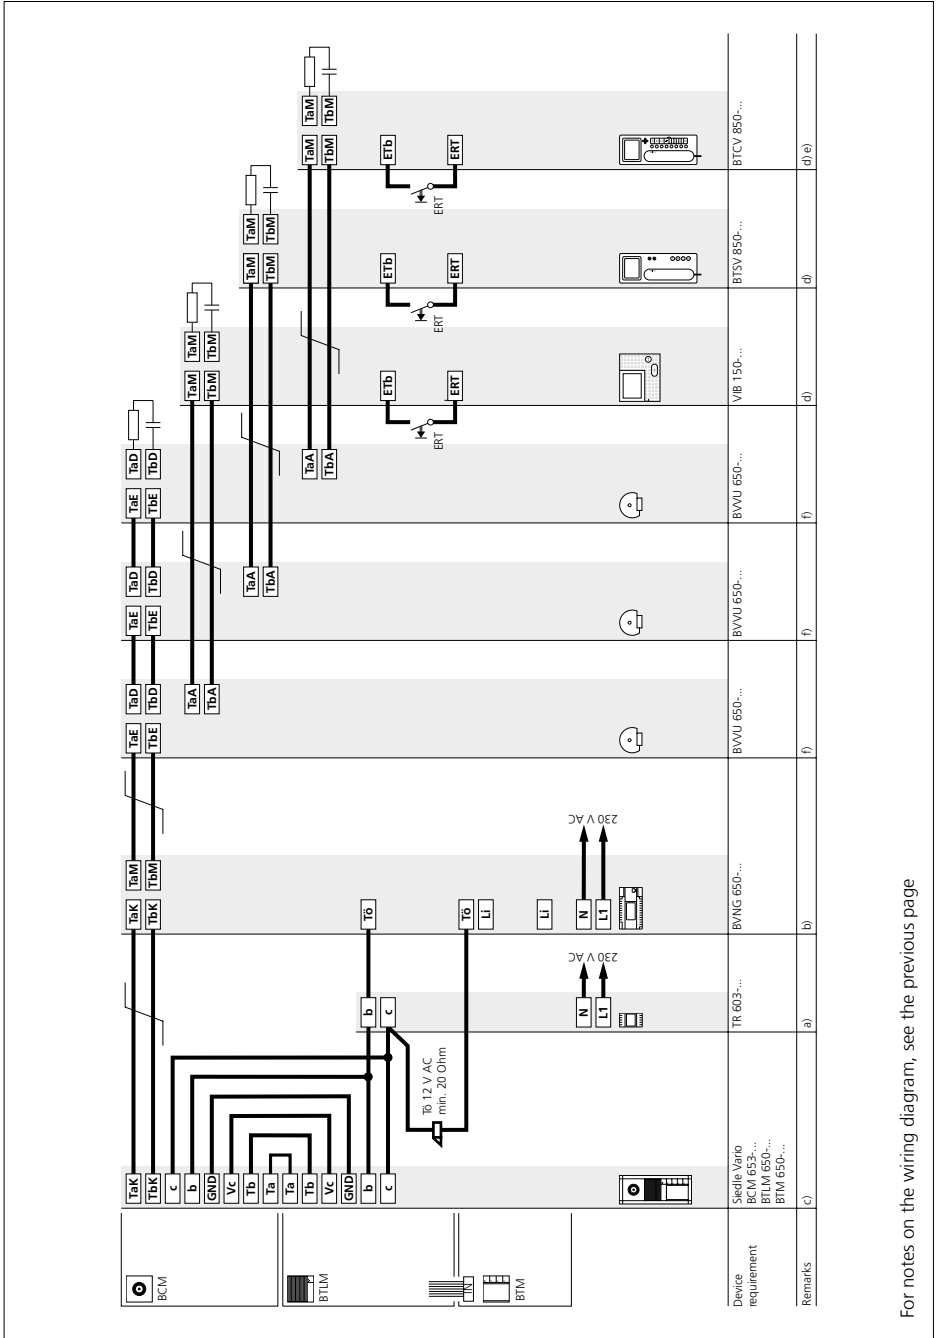 TaK TaK TaM TaE TaD TaE TaD TaE TaD
TbK TbK TbM TbE TbD TbE TbD TbE TbD
BCM
c
b TaA TaM TaM
GND TbA TbM TbM
Vc
Tb TaA TaM TaM
Ta TbA TbM TbM
Ta
Tb TaA TaM TaM
BTLM
Vc TbA TbM TbM
GND
b b Tö
c c ETb ETb ETb
Tö 12 V AC
min. 20 Ohm
ERT ERT ERT
ERT ERT ERT
IN Tö
Li
BTM
Li
N N
230 V AC 230 V AC
L1 L1
Device
requirement
Siedle Vario
BCM 653-...
BTLM 650-...
BTM 650-...
TR 603-...
BVNG 650-...
BVVU 650-...
BVVU 650-...
BVVU 650-...
VIB 150-...
BTSV 850-...
BTCV 850-...
Remarks c) a) b) f) f) f) d) d) d) e)
For notes on the wiring diagram, see the previous page